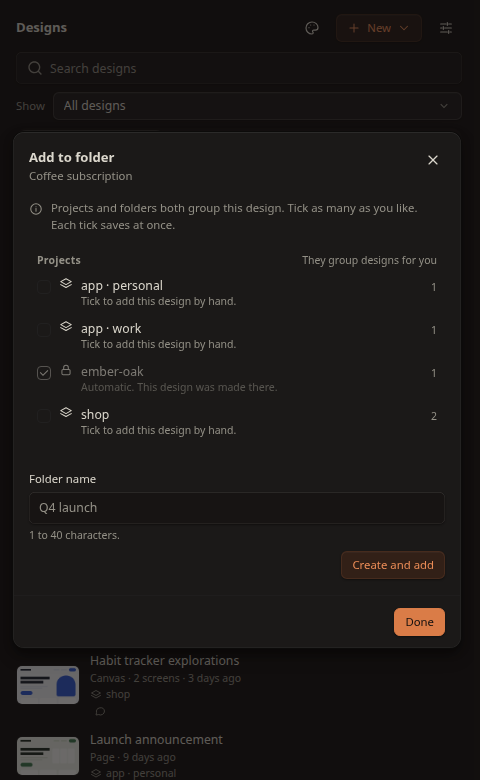 Designs
New
Search designs
Show
All designs
Add to folder
Coffee subscription
Projects and folders both group this design. Tick as many as you like.
Each tick saves at once.
Projects
They group designs for you
app · personal
1
Tick to add this design by hand.
app · work
1
Tick to add this design by hand.
ember-oak
1
Automatic. This design was made there.
shop
2
Tick to add this design by hand.
Folder name
Q4 launch
1 to 40 characters.
Create and add
Done
Habit tracker explorations
Canvas · 2 screens · 3 days ago
shop
Launch announcement
Page · 9 days ago
app · personal